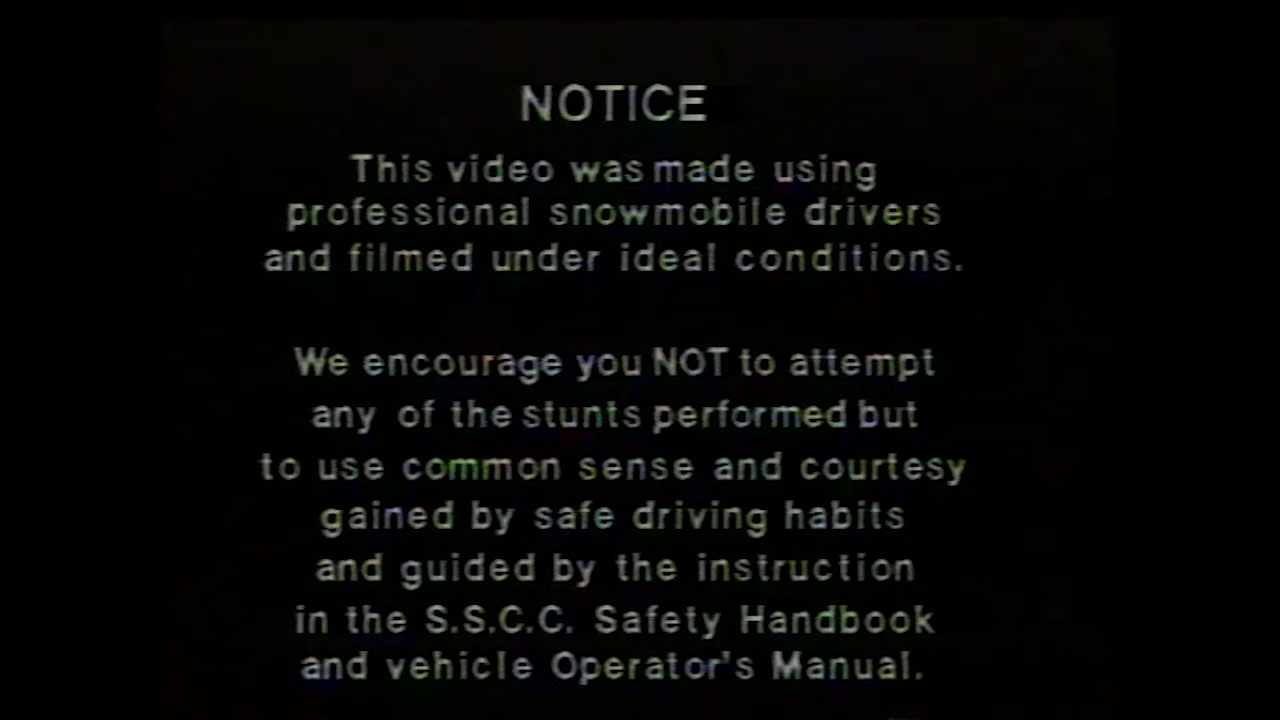 NOTICE
This video was made using
professional snowmobile drivers
and filmed under ideal conditions.
We encourage you NOT to attempt
any of the stunts performed but
to use common sense and courtesy
gained by safe driving habits
and guided by the instruction
in the S.S.C.C. Safety Handbook
and vehicle Operator's Manual.